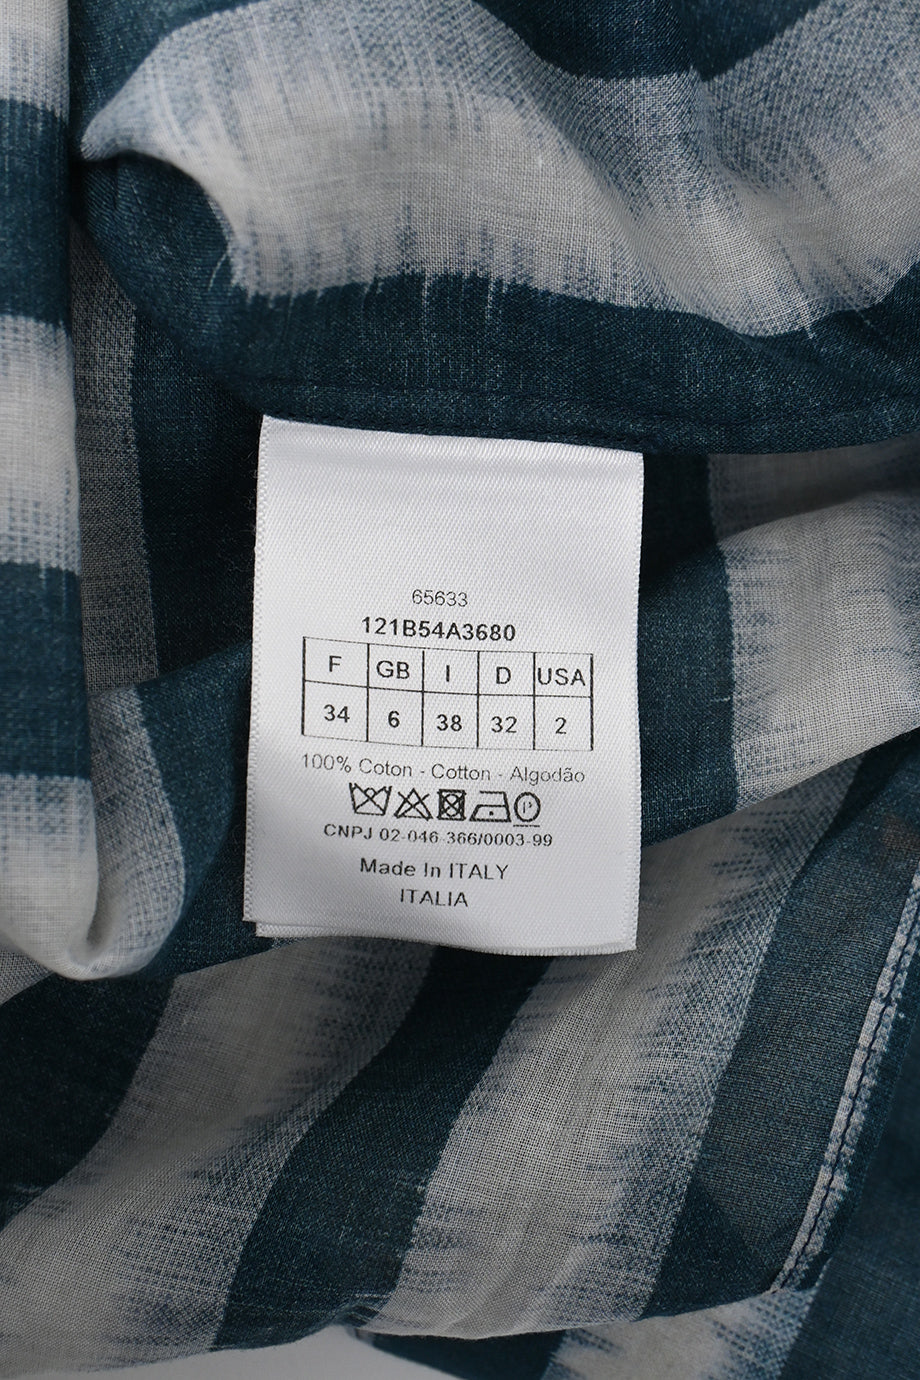 65633
121B54A3680
F GB I D USA
34 6 38 32 2
100% Coton - Cotton - Algodão
P
CNPJ 02-046-366/0003-99
Made In ITALY
ITALIA